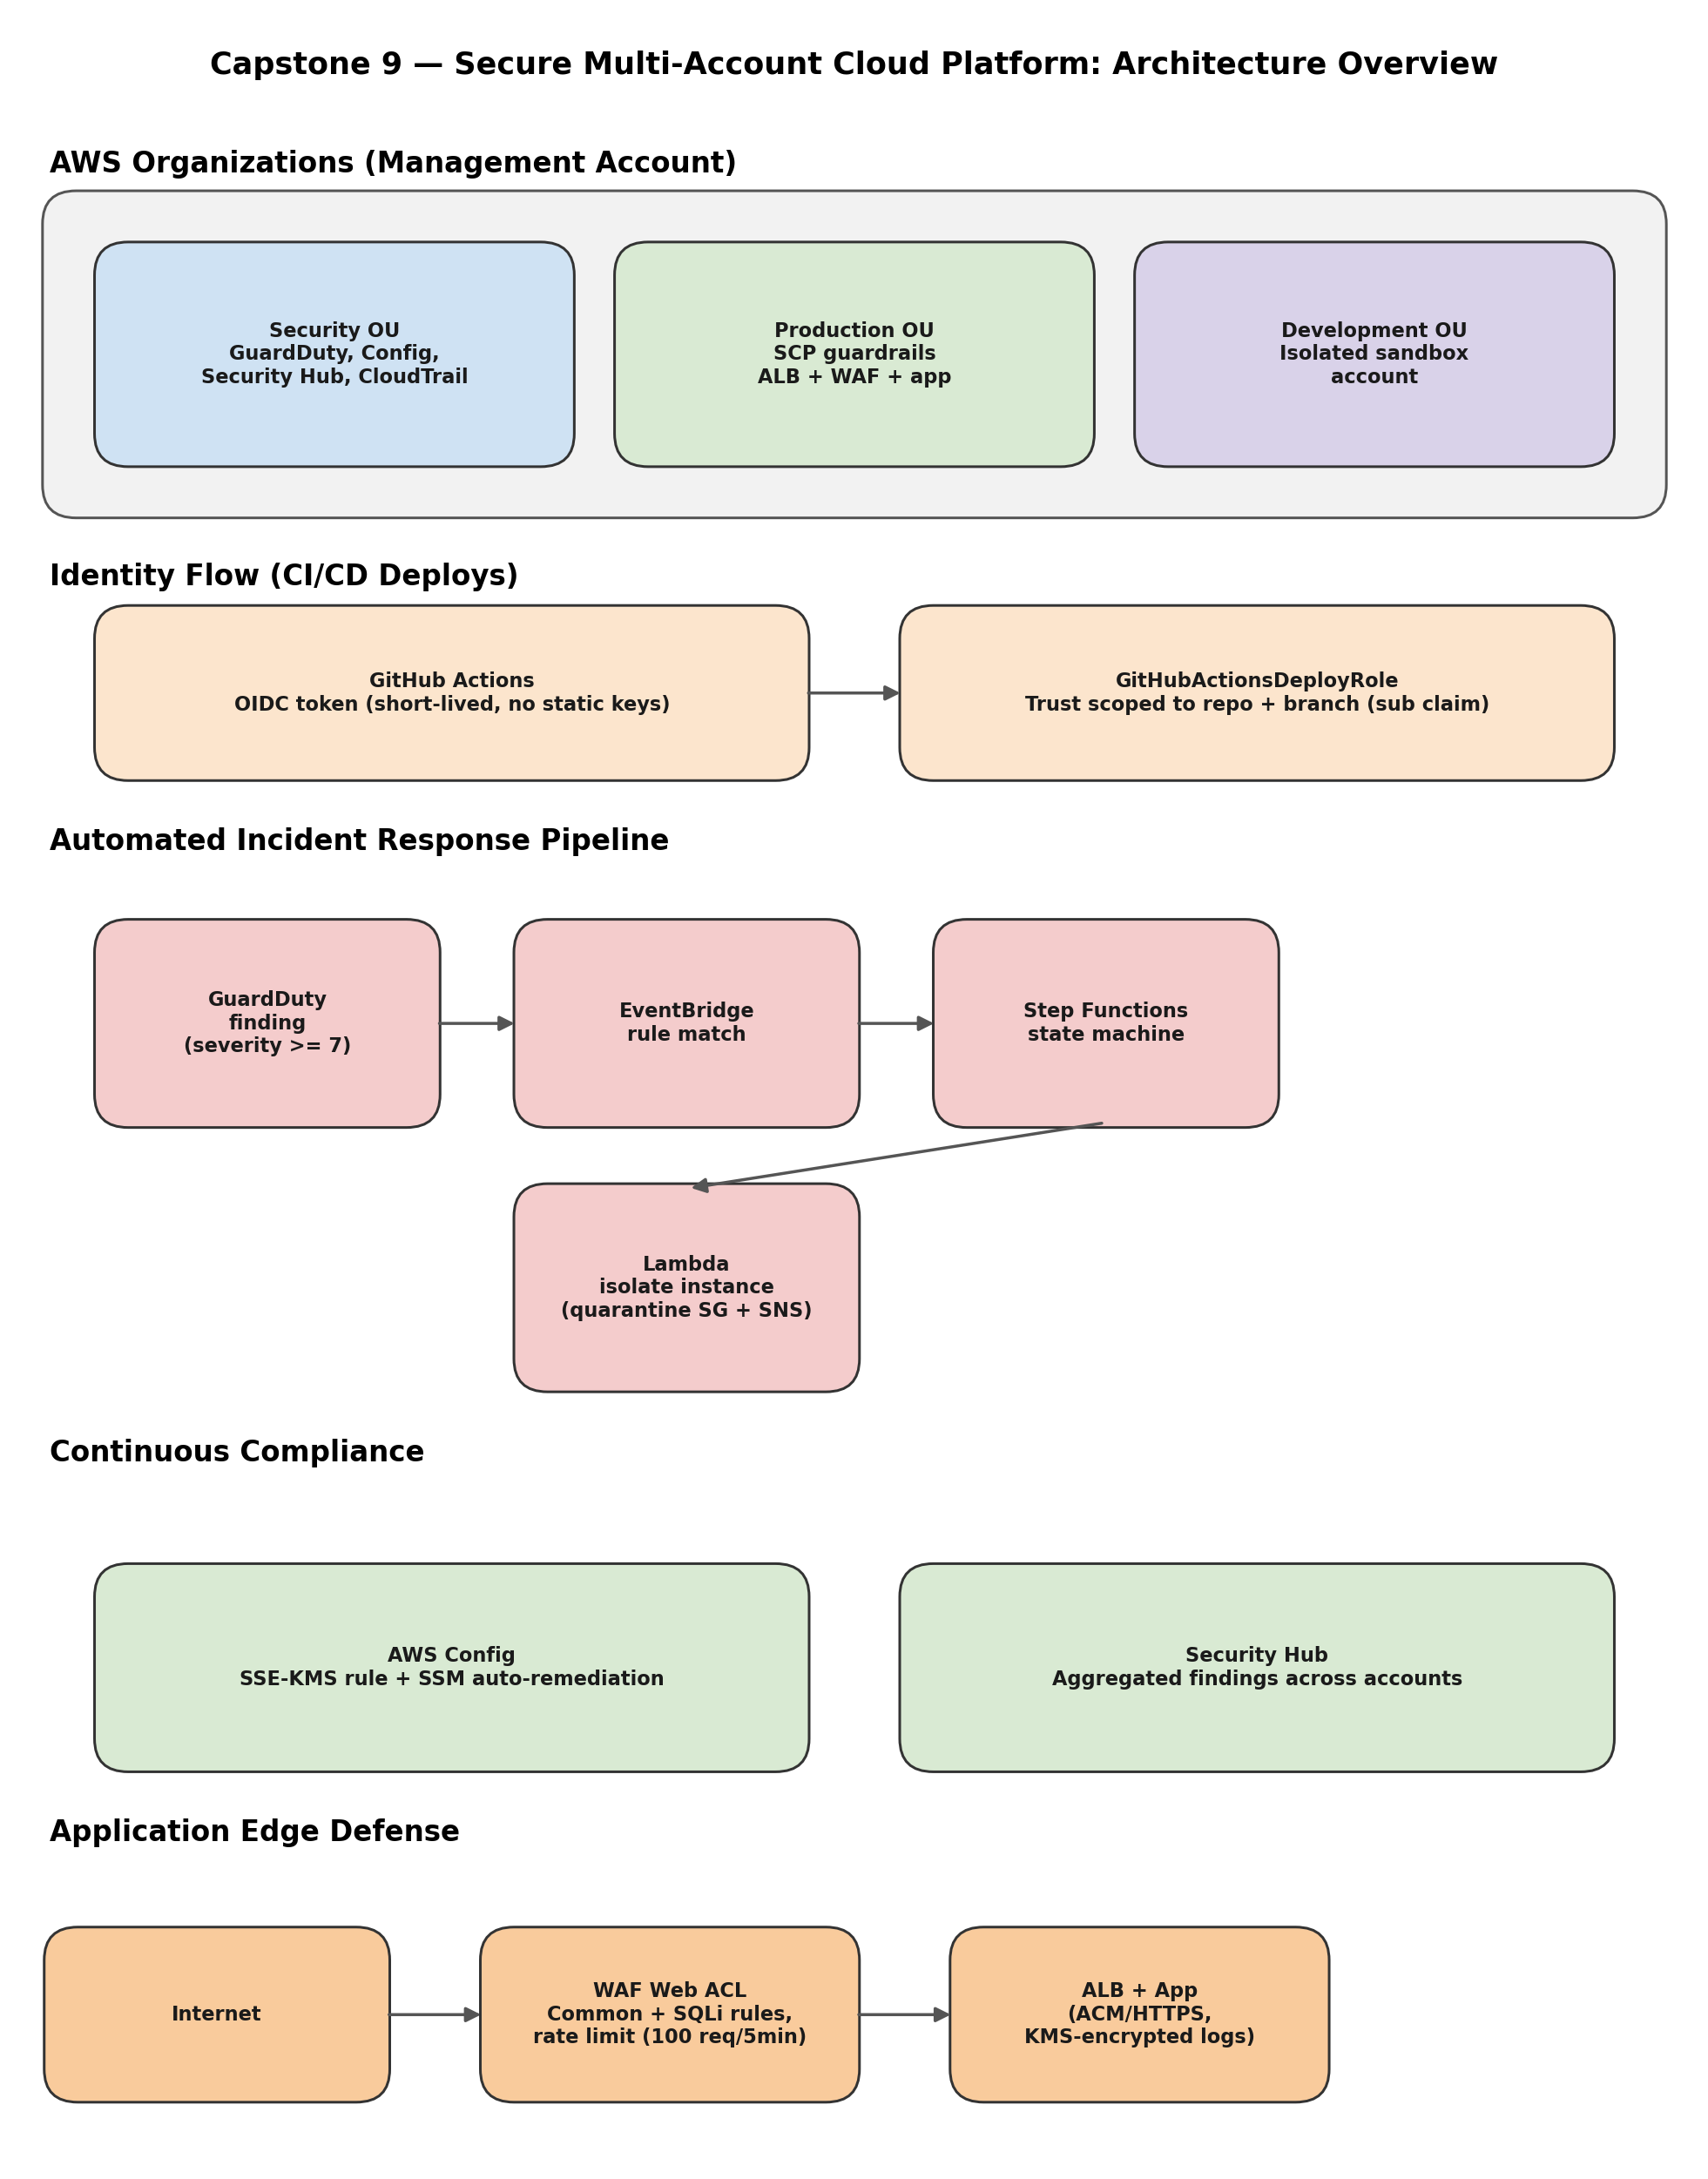 Capstone 9 — Secure Multi-Account Cloud Platform: Architecture Overview
AWS Organizations (Management Account)
Security OU
GuardDuty, Config,
Security Hub, CloudTrail
Production OU
SCP guardrails
ALB + WAF + app
Development OU
Isolated sandbox
account
Identity Flow (CI/CD Deploys)
GitHub Actions
OIDC token (short-lived, no static keys)
GitHubActionsDeployRole
Trust scoped to repo + branch (sub claim)
Automated Incident Response Pipeline
GuardDuty
finding
(severity >= 7)
EventBridge
rule match
Step Functions
state machine
Lambda
isolate instance
(quarantine SG + SNS)
Continuous Compliance
AWS Config
SSE-KMS rule + SSM auto-remediation
Security Hub
Aggregated findings across accounts
Application Edge Defense
Internet
WAF Web ACL
Common + SQLi rules,
rate limit (100 req/5min)
ALB + App
(ACM/HTTPS,
KMS-encrypted logs)